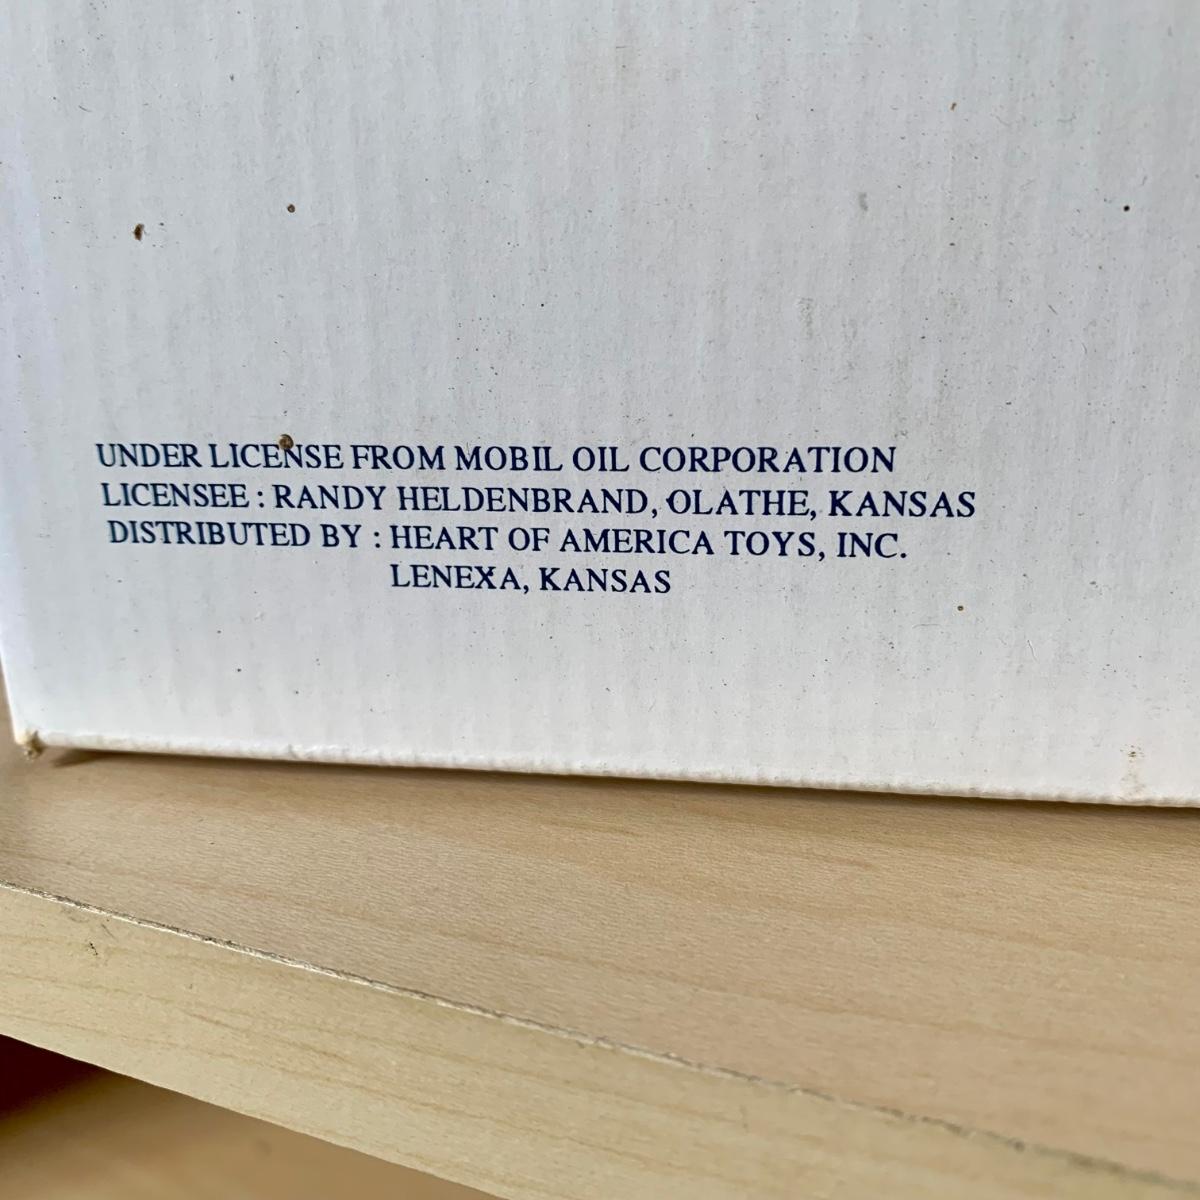 UNDER LICENSE FROM MOBIL OIL CORPORATION
LICENSEE : RANDY HELDENBRAND, OLATHE, KANSAS
DISTRIBUTED BY : HEART OF AMERICA TOYS, INC.
LENEXA, KANSAS